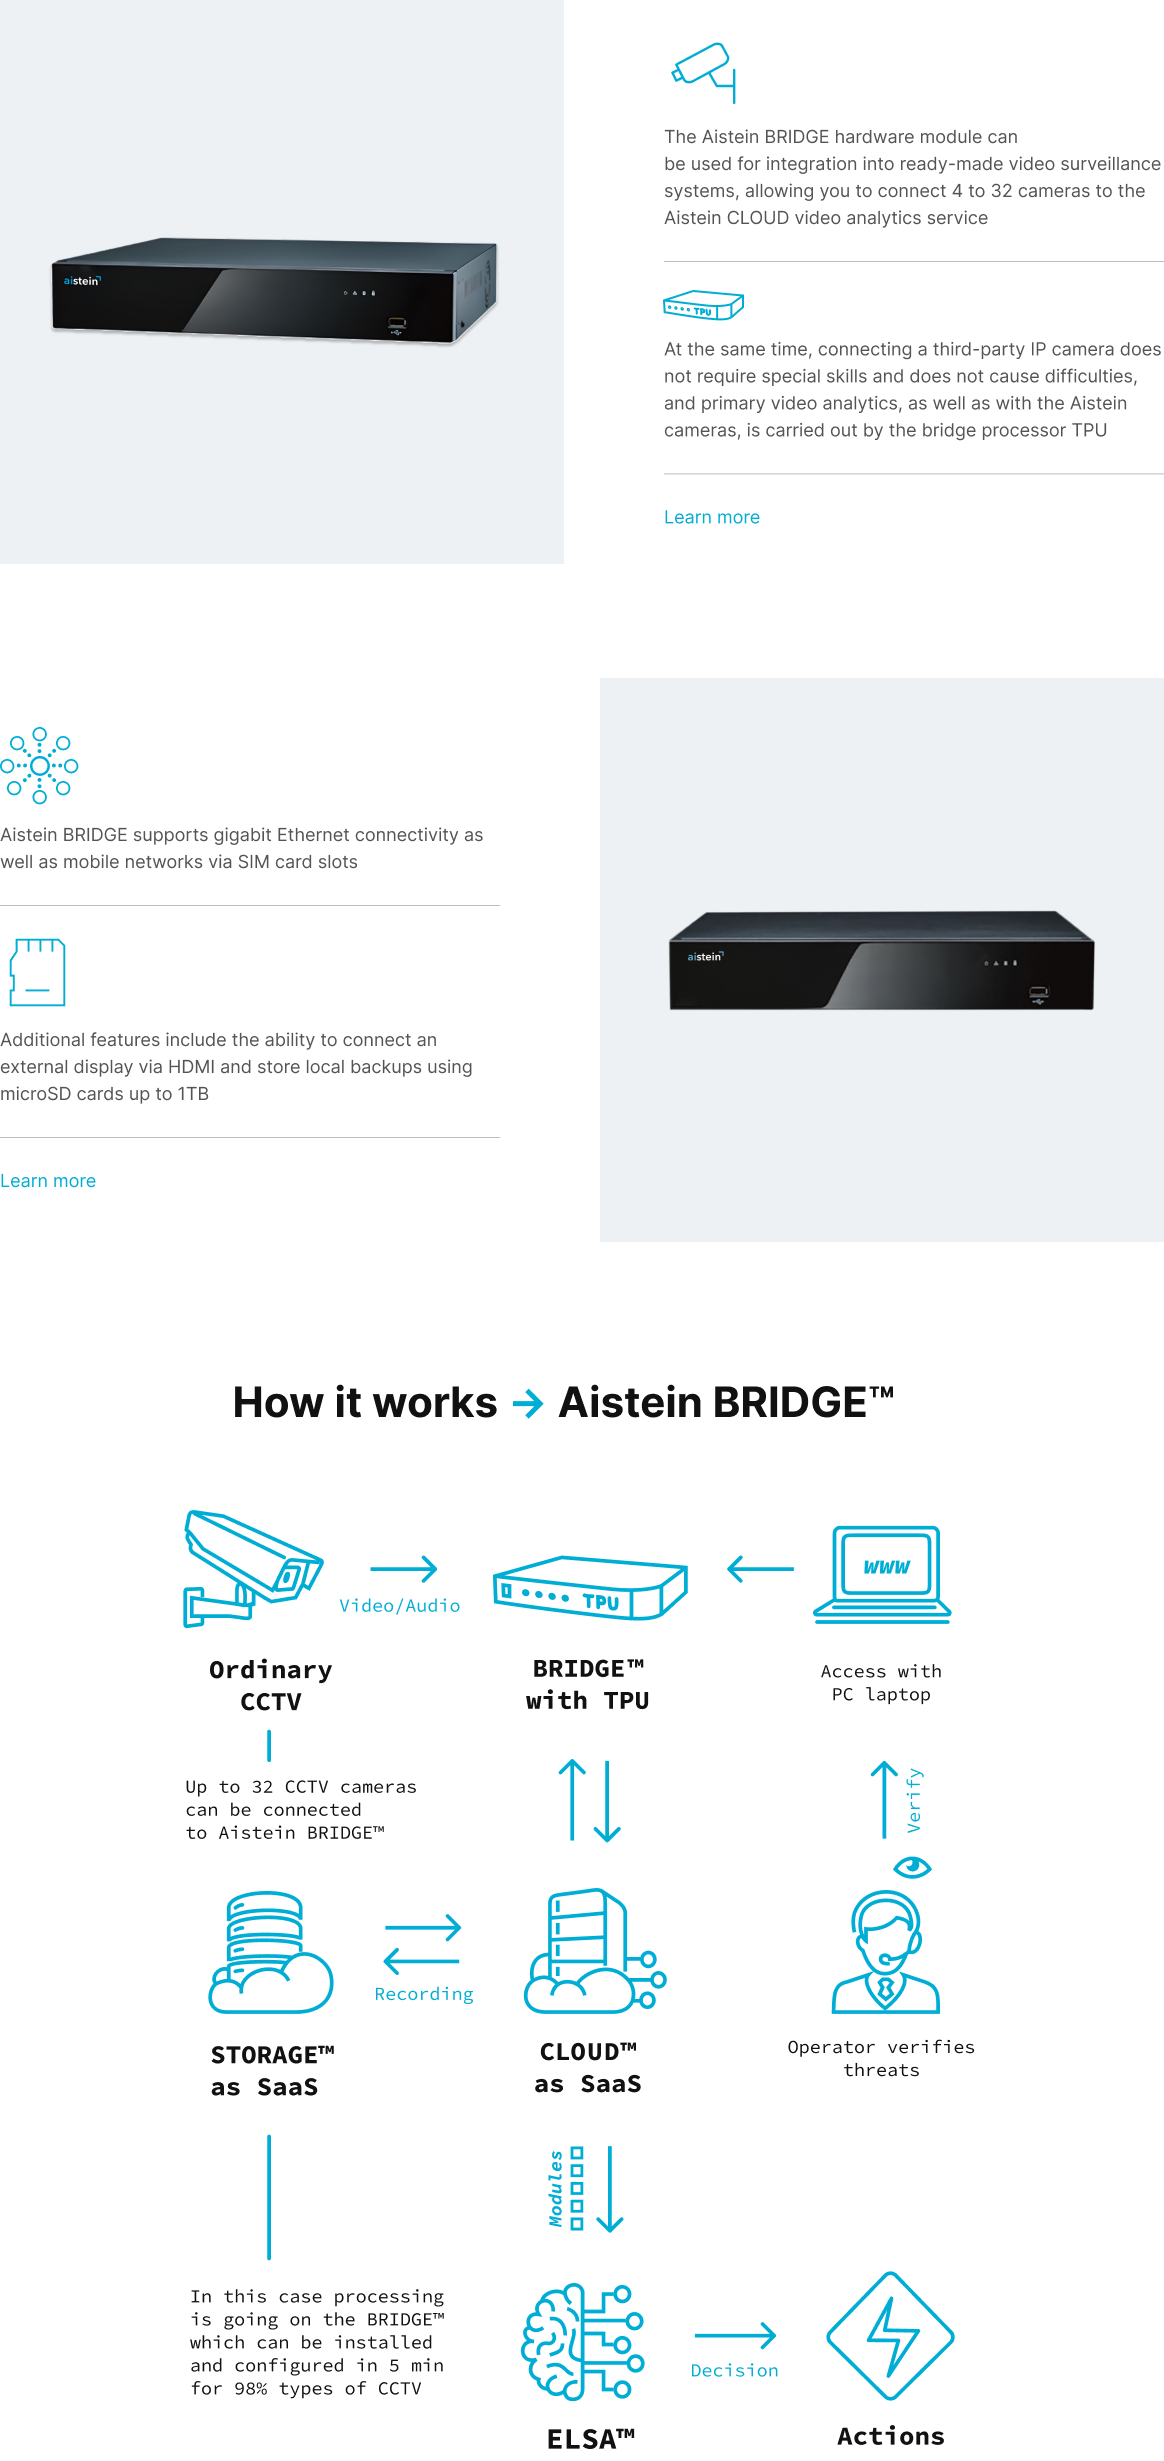 The Aistein BRIDGE hardware module can
be used for integration into ready-made video surveillance
systems, allowing you to connect 4 to 32 cameras to the
Aistein CLOUD video analytics service
aistein
TPU
At the same time, connecting a third-party IP camera does
not require special skills and does not cause difficulties,
and primary video analytics, as well as with the Aistein
cameras, is carried out by the bridge processor TPU
Learn more
Aistein BRIDGE supports gigabit Ethernet connectivity as
well as mobile networks via SIM card slots
aistein
Additional features include the ability to connect an
external display via HDMI and store local backups using
microSD cards up to 1TB
Learn more
How it works → Aistein BRIDGE™
Video/Audio
TPU
WWW
Ordinary
CCTV
BRIDGE™
with TPU
Access with
PC laptop
Up to 32 CCTV cameras
can be connected
to Aistein BRIDGE™
Verify
Recording
STORAGE™
as SaaS
CLOUD™
as SaaS
Operator verifies
threats
Modules
In this case processing
is going on the BRIDGE™
which can be installed
and configured in 5 min
for 98% types of CCTV
Decision
ELSA™
Actions